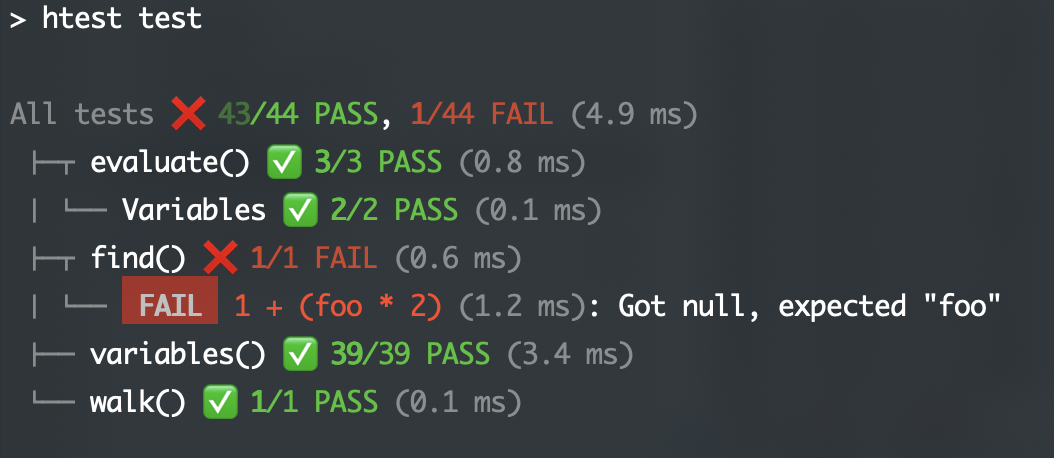 > htest test
All tests ❌ 43/44 PASS, 1/44 FAIL (4.9 ms)
├─┬ evaluate() ✅ 3/3 PASS (0.8 ms)
│ └── Variables ✅ 2/2 PASS (0.1 ms)
├─┬ find() ❌ 1/1 FAIL (0.6 ms)
│ └── FAIL 1 + (foo * 2) (1.2 ms): Got null, expected "foo"
├── variables() ✅ 39/39 PASS (3.4 ms)
└── walk() ✅ 1/1 PASS (0.1 ms)